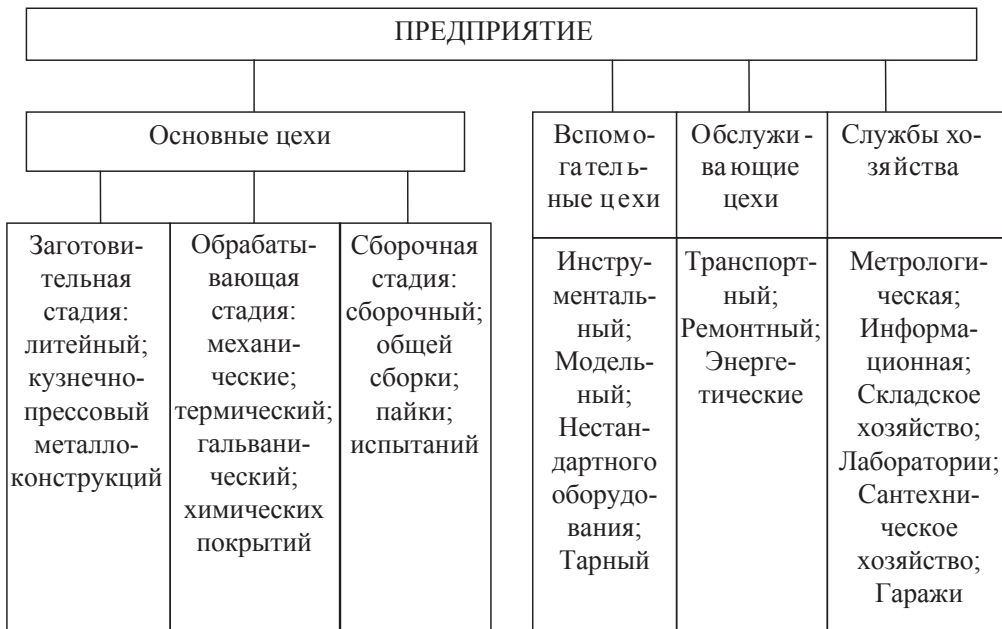 ПРЕДПРИЯТИЕ
Основные цехи
Вспомо-
гатель-
ные цехи
Обслужи-
вающие
цехи
Службы хо-
зяйства
Заготови-
тельная
стадия:
литейный;
кузнечно-
прессовый
металло-
конструкций
Обрабаты-
вающая
стадия:
механи-
ческие;
термический;
гальвани-
ческий;
химических
покрытий
Сборочная
стадия:
сборочный;
общей
сборки;
пайки;
испытаний
Инстру-
менталь-
ный;
Модель-
ный;
Нестан-
дартного
оборудо-
вания;
Тарный
Транспорт-
ный;
Ремонтный;
Энерге-
тические
Метрологи-
ческая;
Информа-
ционная;
Складское
хозяйство;
Лаборатории;
Сантехни-
ческое
хозяйство;
Гаражи